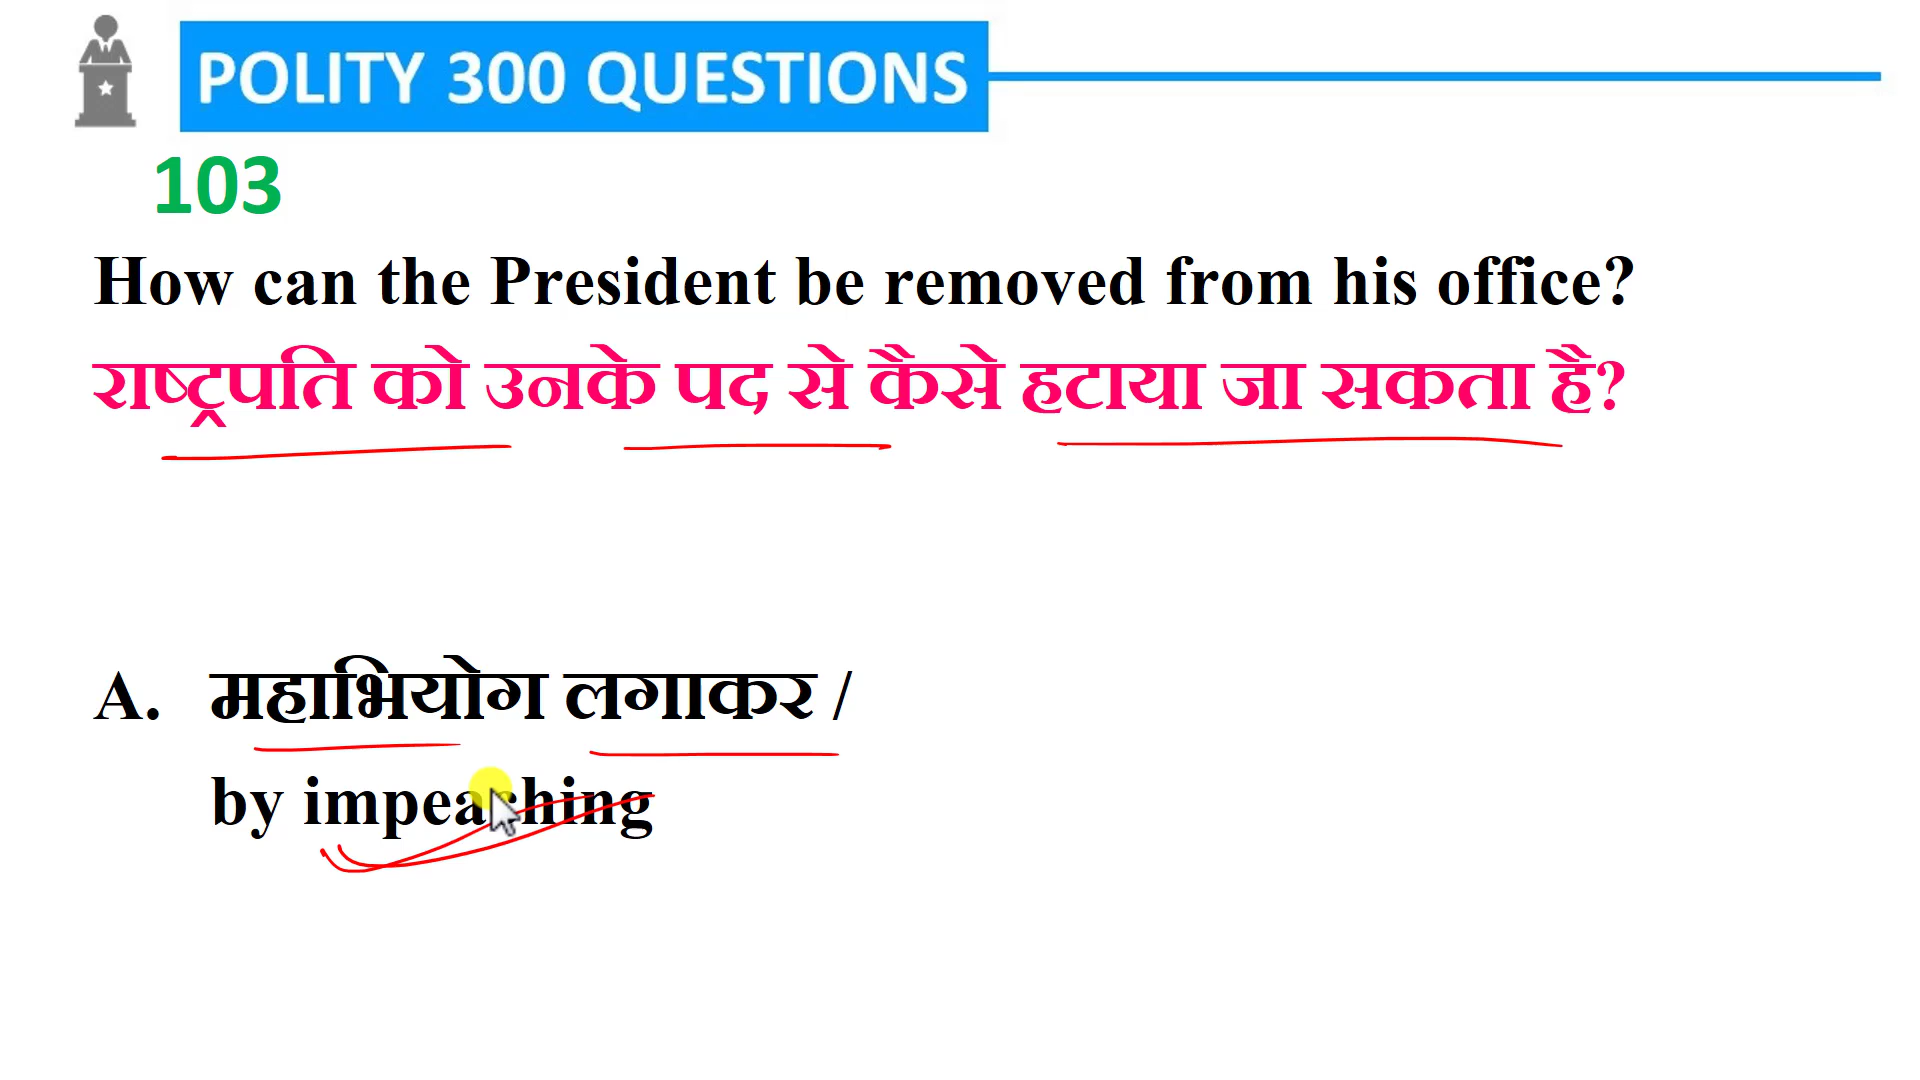 POLITY 300 QUESTIONS
103
How can the President be removed from his office?
राष्ट्रपति को उनके पद से कैसे हटाया जा सकता है?
A. महाभियोग लगाकर /
by impeaching